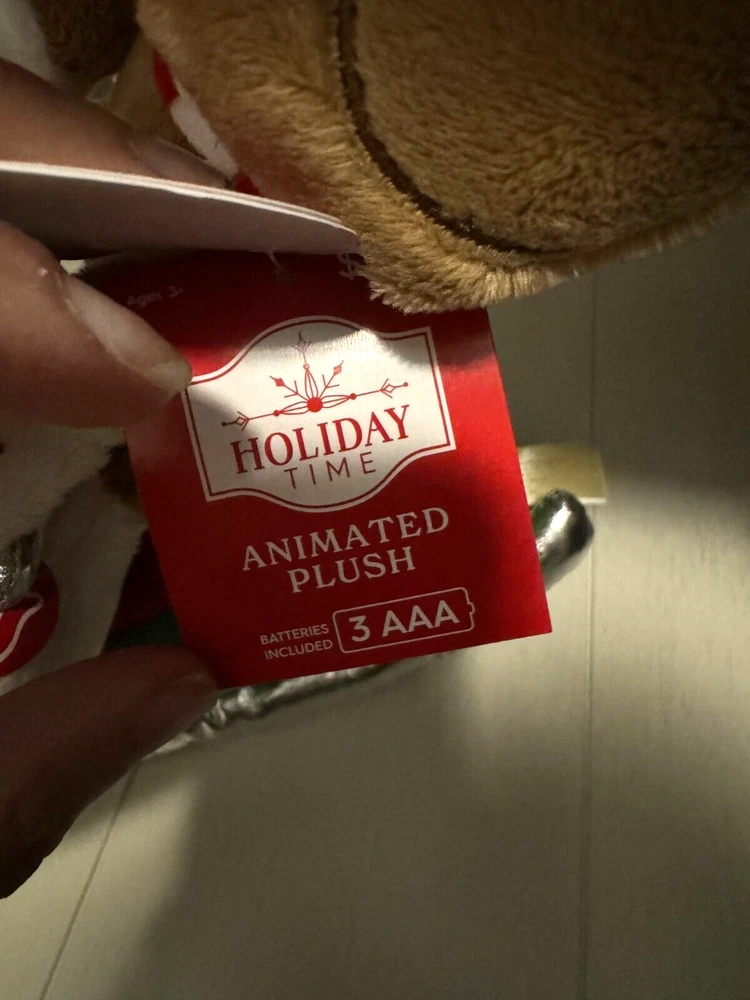 $
Ages 3+
HOLIDAY
TIME
ANIMATED
PLUSH
BATTERIES
INCLUDED
3 AAA